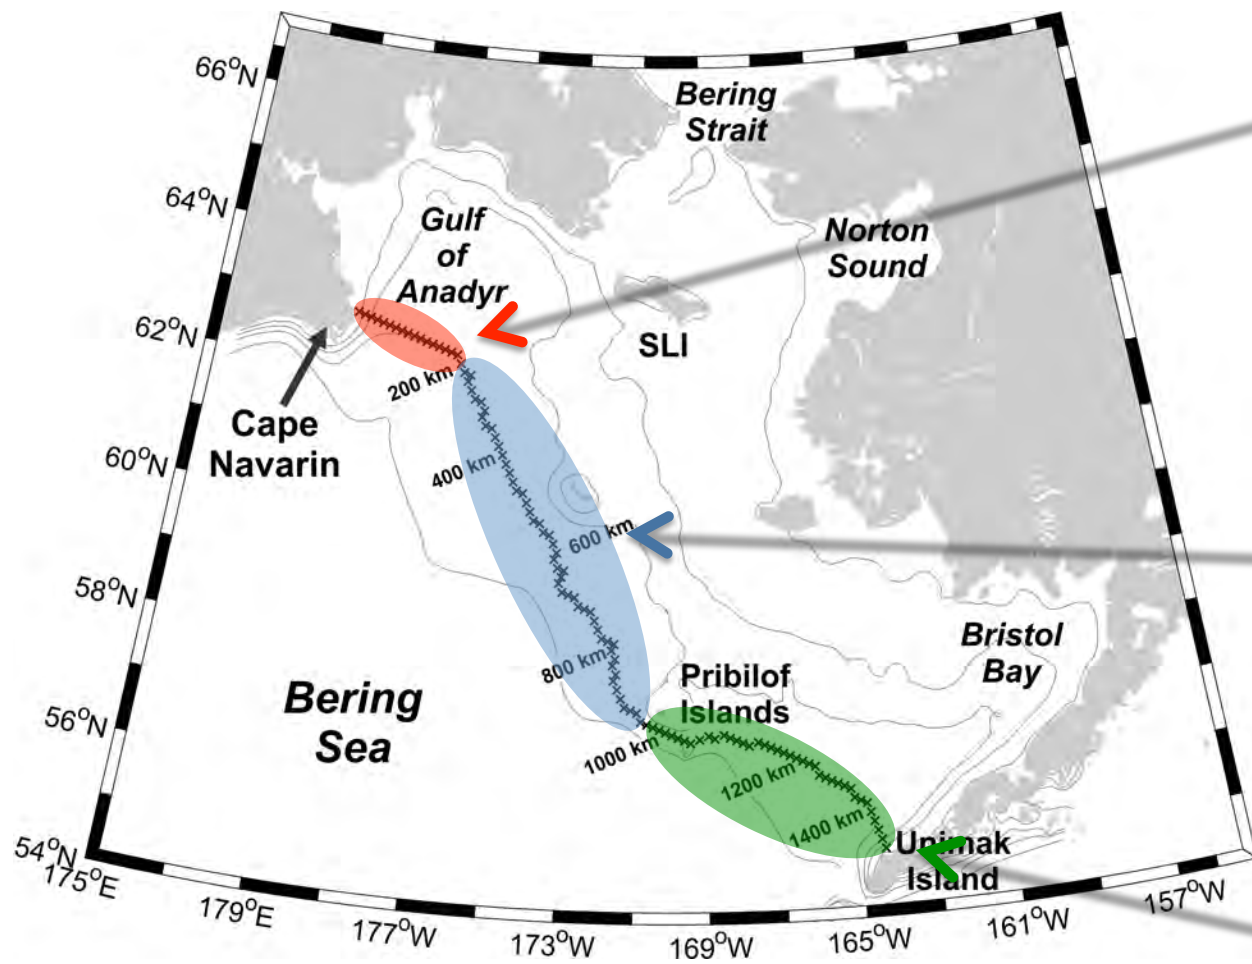 66°N
64°N
62°N
60°N
58°N
56°N
54°N
175°E
179°E
177°W
173°W
169°W
165°W
161°W
157°W
Bering
Strait
Gulf
of
Anadyr
Norton
Sound
SLI
Cape
Navarin
200 km
400 km
600 km
800 km
1000 km
1200 km
1400 km
Bering
Sea
Pribilof
Islands
Bristol
Bay
Unimak
Island